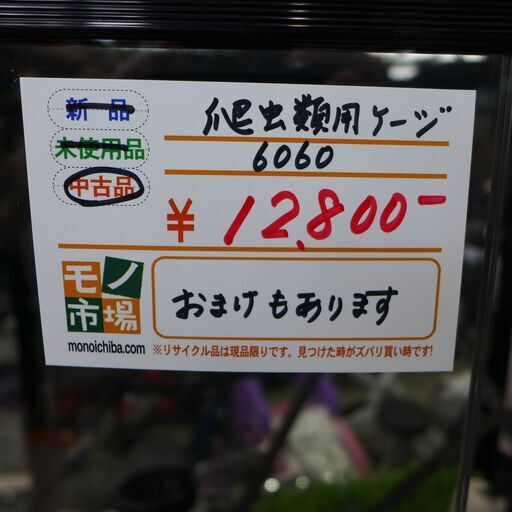 新品
未使用品
中古品
爬虫類用ケージ
6060
¥ 12,800-
モノ
市場
おまけもあります
monoichiba.com
※リサイクル品は現品限りです。見つけた時がズバリ買い時です!